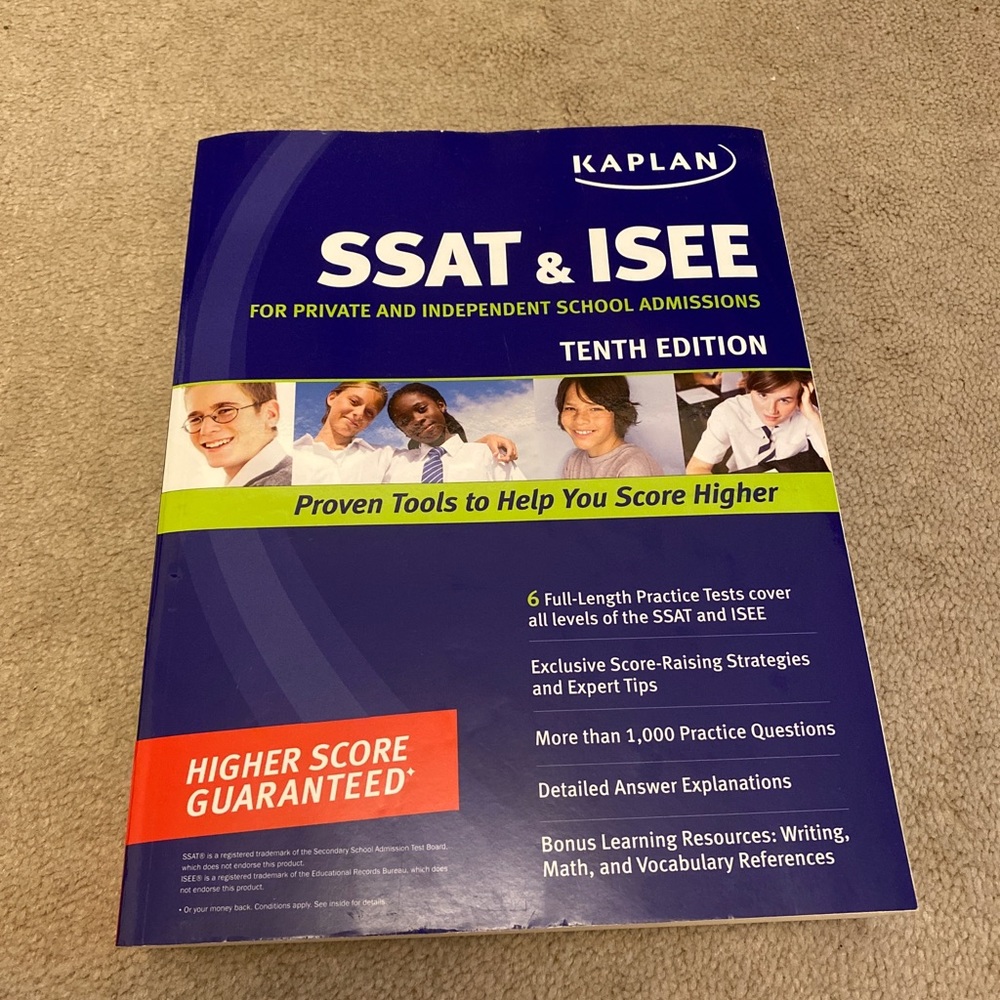 KAPLAN
SSAT & ISEE
FOR PRIVATE AND INDEPENDENT SCHOOL ADMISSIONS
TENTH EDITION
Proven Tools to Help You Score Higher
6 Full-Length Practice Tests cover
all levels of the SSAT and ISEE
Exclusive Score-Raising Strategies
and Expert Tips
More than 1,000 Practice Questions
Detailed Answer Explanations
Bonus Learning Resources: Writing,
Math, and Vocabulary References
HIGHER SCORE
GUARANTEED✦
SSAT® is a registered trademark of the Secondary School Admission Test Board,
which does not endorse this product.
ISEE® is a registered trademark of the Educational Records Bureau, which does
not endorse this product.
• Or your money back. Conditions apply. See inside for details.